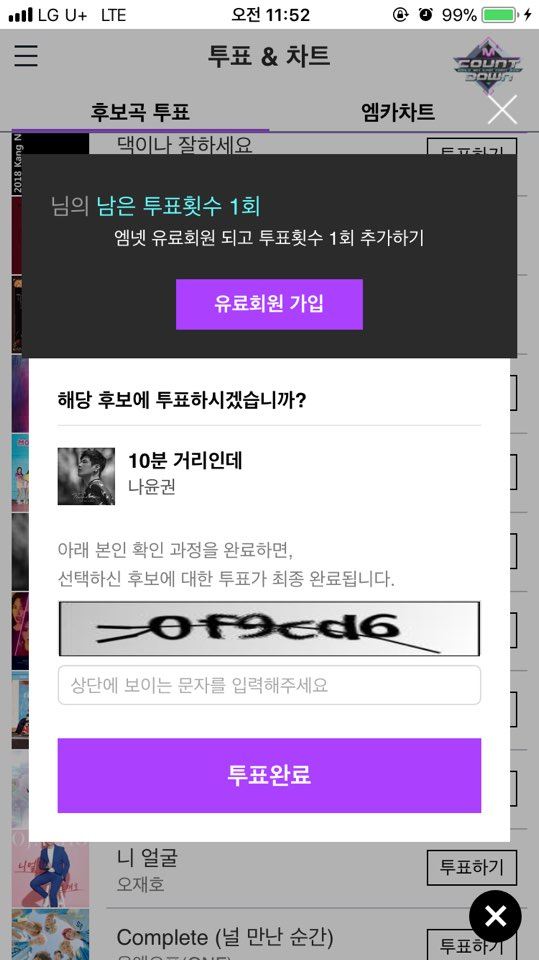 LG U+ LTE 오전 11:52 99%
투표 & 차트
M COUNT DOWN
후보곡 투표 엠카차트
2018 Kang N
댁이나 잘하세요
투표하기
님의 남은 투표횟수 1회
엠넷 유료회원 되고 투표횟수 1회 추가하기
유료회원 가입
해당 후보에 투표하시겠습니까?
10분 거리인데
나윤권
아래 본인 확인 과정을 완료하면,
선택하신 후보에 대한 투표가 최종 완료됩니다.
0f9cd6
상단에 보이는 문자를 입력해주세요
투표완료
니 얼굴
오재호
투표하기
Complete (널 만난 순간)
투표하기